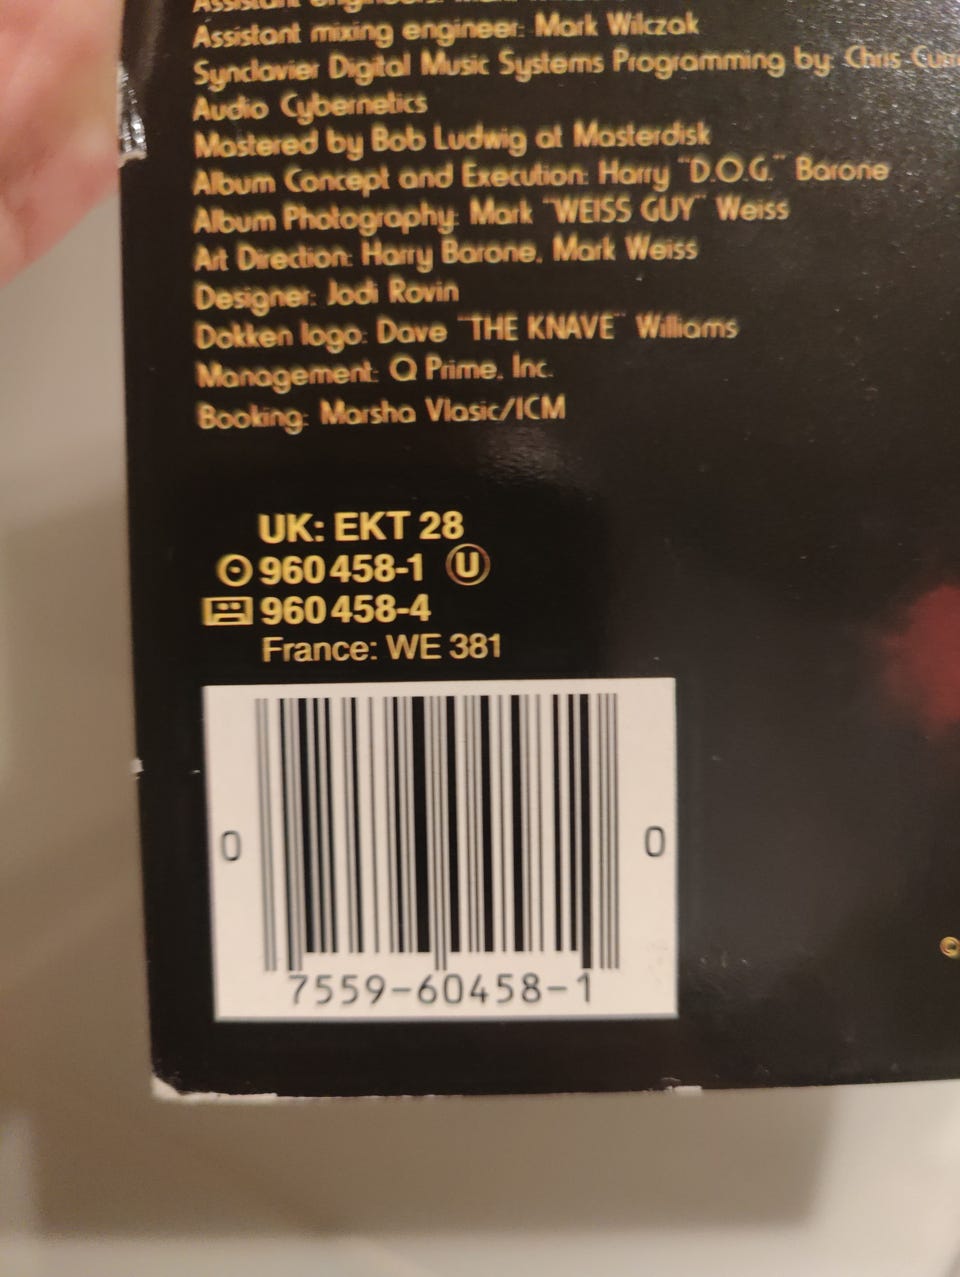 Assistant mixing engineer: Mark Wilczak
Synclavier Digital Music Systems Programming by: Chris
Audio Cybernetics
Mastered by Bob Ludwig at Masterdisk
Album Concept and Execution: Harry "D.O.G." Barone
Album Photography: Mark "WEISS GUY" Weiss
Art Direction: Harry Barone, Mark Weiss
Designer: Jodi Rovin
Dokken logo: Dave "THE KNAVE" Williams
Management: Q Prime, Inc.
Booking: Marsha Vlasic/ICM
UK: EKT 28
960 458-1 U
960 458-4
France: WE 381
0 0
7559-60458-1
©